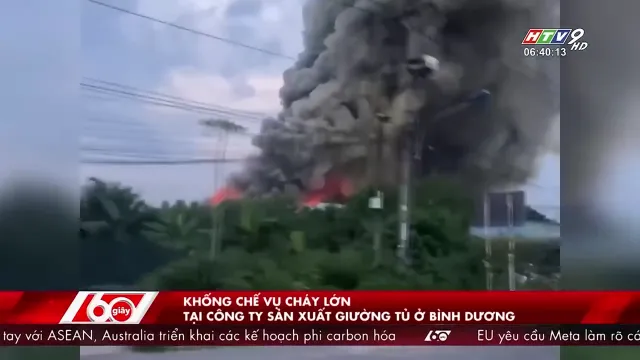 HTV9 HD
06:40:13
60 giây
KHỐNG CHẾ VỤ CHÁY LỚN
TẠI CÔNG TY SẢN XUẤT GIƯỜNG TỦ Ở BÌNH DƯƠNG
tay với ASEAN, Australia triển khai các kế hoạch phi carbon hóa 60 EU yêu cầu Meta làm rõ